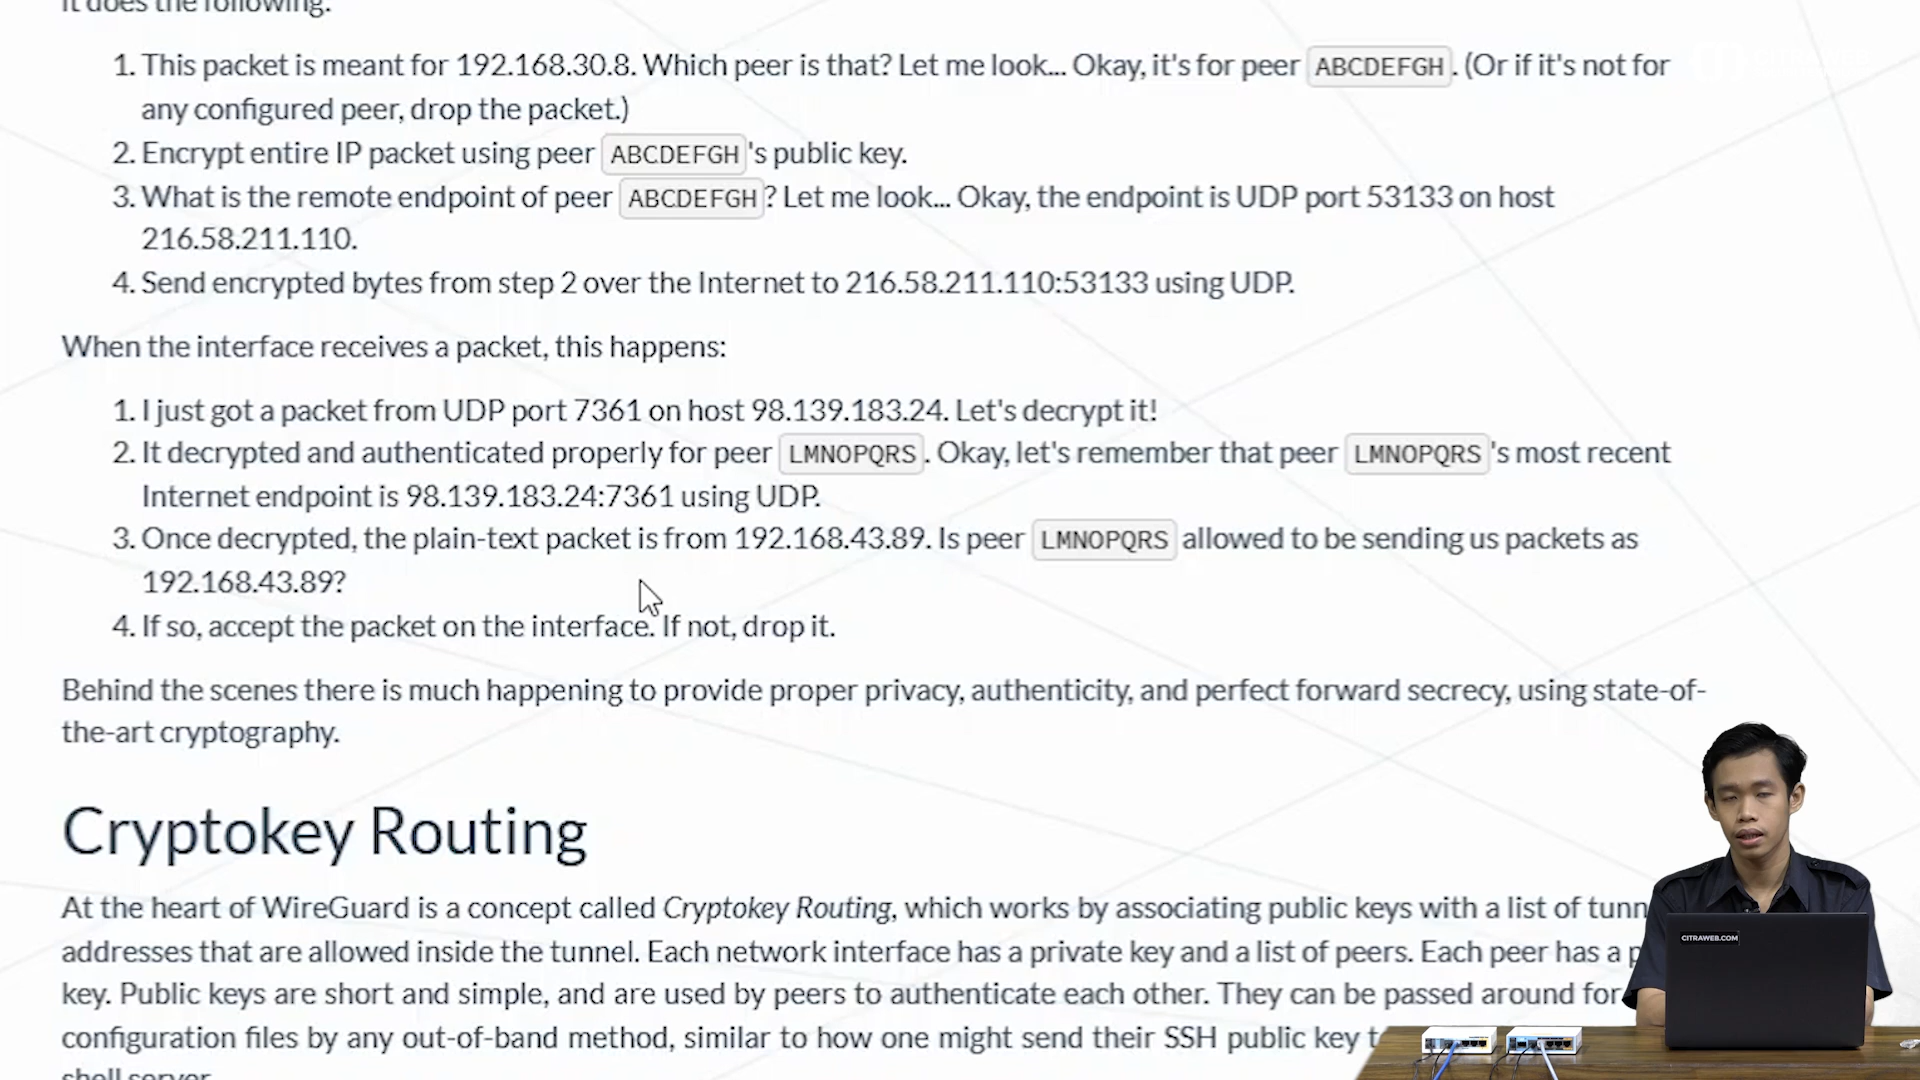 it does the following:
1. This packet is meant for 192.168.30.8. Which peer is that? Let me look... Okay, it's for peer ABCDEFGH. (Or if it's not for
any configured peer, drop the packet.)
2. Encrypt entire IP packet using peer ABCDEFGH's public key.
3. What is the remote endpoint of peer ABCDEFGH? Let me look... Okay, the endpoint is UDP port 53133 on host
216.58.211.110.
4. Send encrypted bytes from step 2 over the Internet to 216.58.211.110:53133 using UDP.
When the interface receives a packet, this happens:
1. I just got a packet from UDP port 7361 on host 98.139.183.24. Let's decrypt it!
2. It decrypted and authenticated properly for peer LMNOPQRS. Okay, let's remember that peer LMNOPQRS's most recent
Internet endpoint is 98.139.183.24:7361 using UDP.
3. Once decrypted, the plain-text packet is from 192.168.43.89. Is peer LMNOPQRS allowed to be sending us packets as
192.168.43.89?
4. If so, accept the packet on the interface. If not, drop it.
Behind the scenes there is much happening to provide proper privacy, authenticity, and perfect forward secrecy, using state-of-
the-art cryptography.
Cryptokey Routing
At the heart of WireGuard is a concept called Cryptokey Routing, which works by associating public keys with a list of tunn
addresses that are allowed inside the tunnel. Each network interface has a private key and a list of peers. Each peer has a p
key. Public keys are short and simple, and are used by peers to authenticate each other. They can be passed around for
configuration files by any out-of-band method, similar to how one might send their SSH public key t
shell server.
CITRAWEB.COM